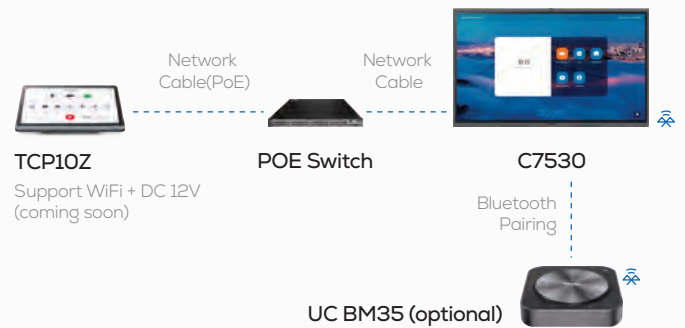 Network
Cable(PoE)
Network
Cable
TCP10Z
Support WiFi + DC 12V
(coming soon)
POE Switch
C7530
Bluetooth
Pairing
UC BM35 (optional)